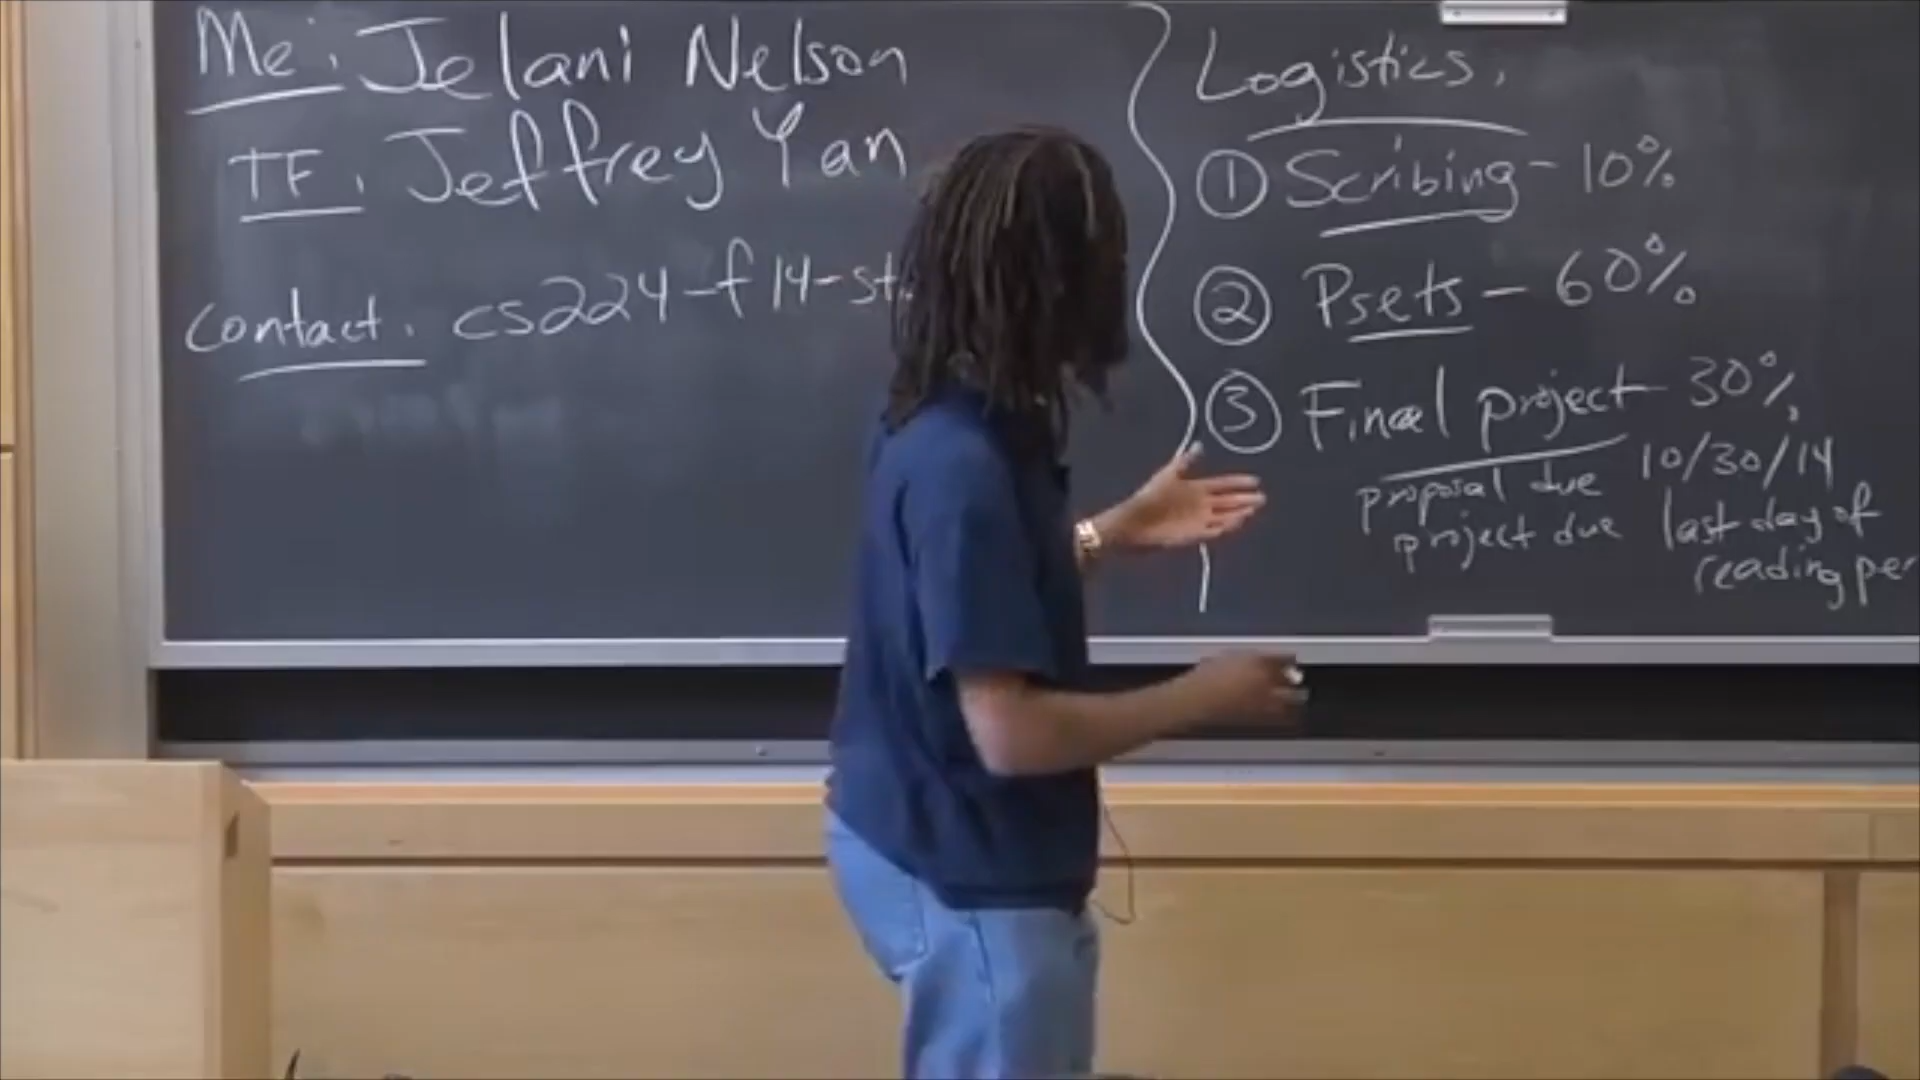 Me: Jelani Nelson
TF. Jeffrey Yan
contact. cs224-f14-st
Logistics.
① Scribing - 10%
② Psets - 60%
③ Final project - 30%
proposal due 10/30/14
project due last day of
reading per